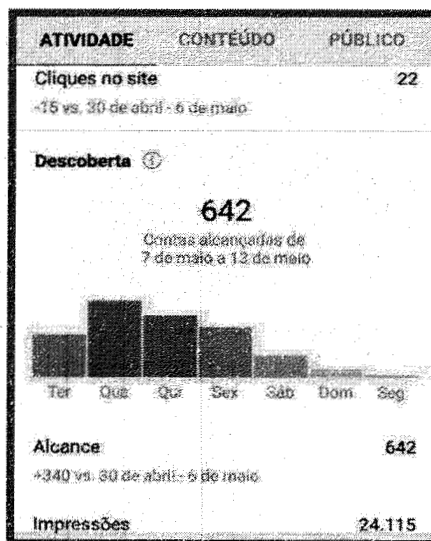 ATIVIDADE CONTEÚDO PÚBLICO
Cliques no site 22
-15 vs. 30 de abril - 6 de maio
Descoberta
642
Contas alcançadas de
7 de maio a 13 de maio
Ter Qua Qui Sex Sáb Dom Seg
Alcance 642
+340 vs. 30 de abril - 6 de maio
Impressões 24.115